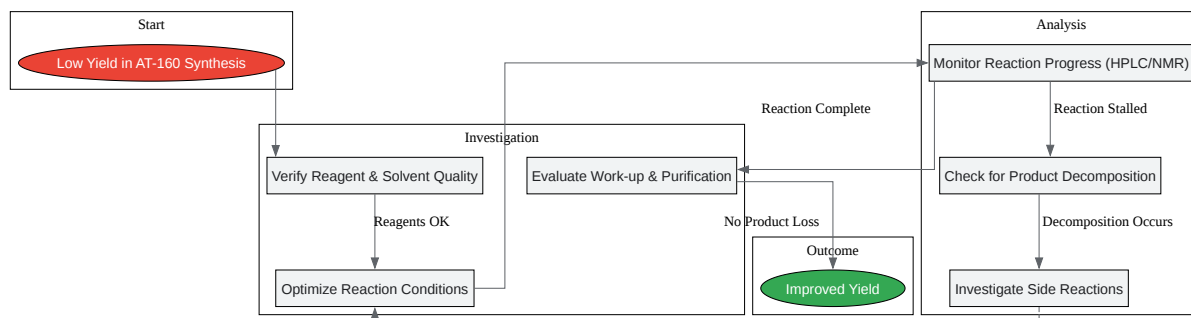 Start
Low Yield in AT-160 Synthesis
Analysis
Monitor Reaction Progress (HPLC/NMR)
Reaction Complete
Reaction Stalled
Investigation
Verify Reagent & Solvent Quality
Evaluate Work-up & Purification
Check for Product Decomposition
Reagents OK
No Product Loss
Decomposition Occurs
Outcome
Optimize Reaction Conditions
Improved Yield
Investigate Side Reactions